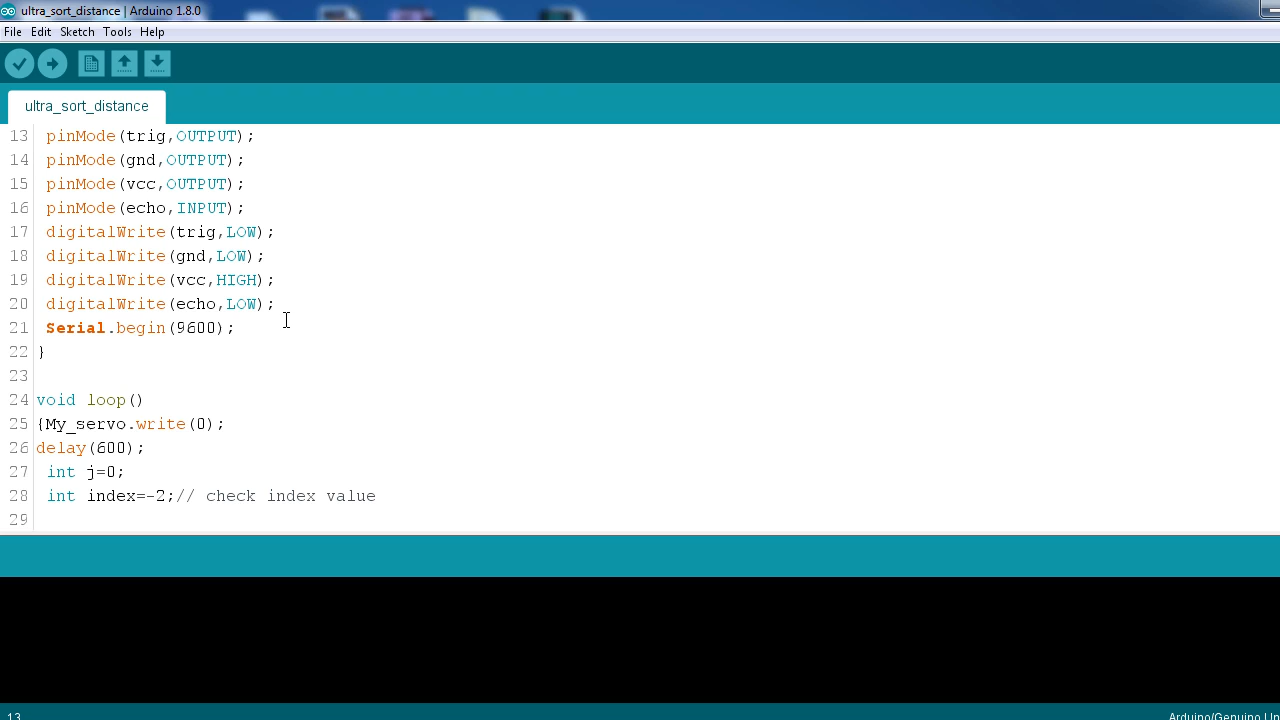 ultra_sort_distance | Arduino 1.8.0
File Edit Sketch Tools Help
ultra_sort_distance
13 pinMode(trig,OUTPUT);
14 pinMode(gnd,OUTPUT);
15 pinMode(vcc,OUTPUT);
16 pinMode(echo,INPUT);
17 digitalWrite(trig,LOW);
18 digitalWrite(gnd,LOW);
19 digitalWrite(vcc,HIGH);
20 digitalWrite(echo,LOW);
21 Serial.begin(9600);
22 }
23
24 void loop()
25 {My_servo.write(0);
26 delay(600);
27 int j=0;
28 int index=-2;// check index value
29
13 Arduino/Genuino Un